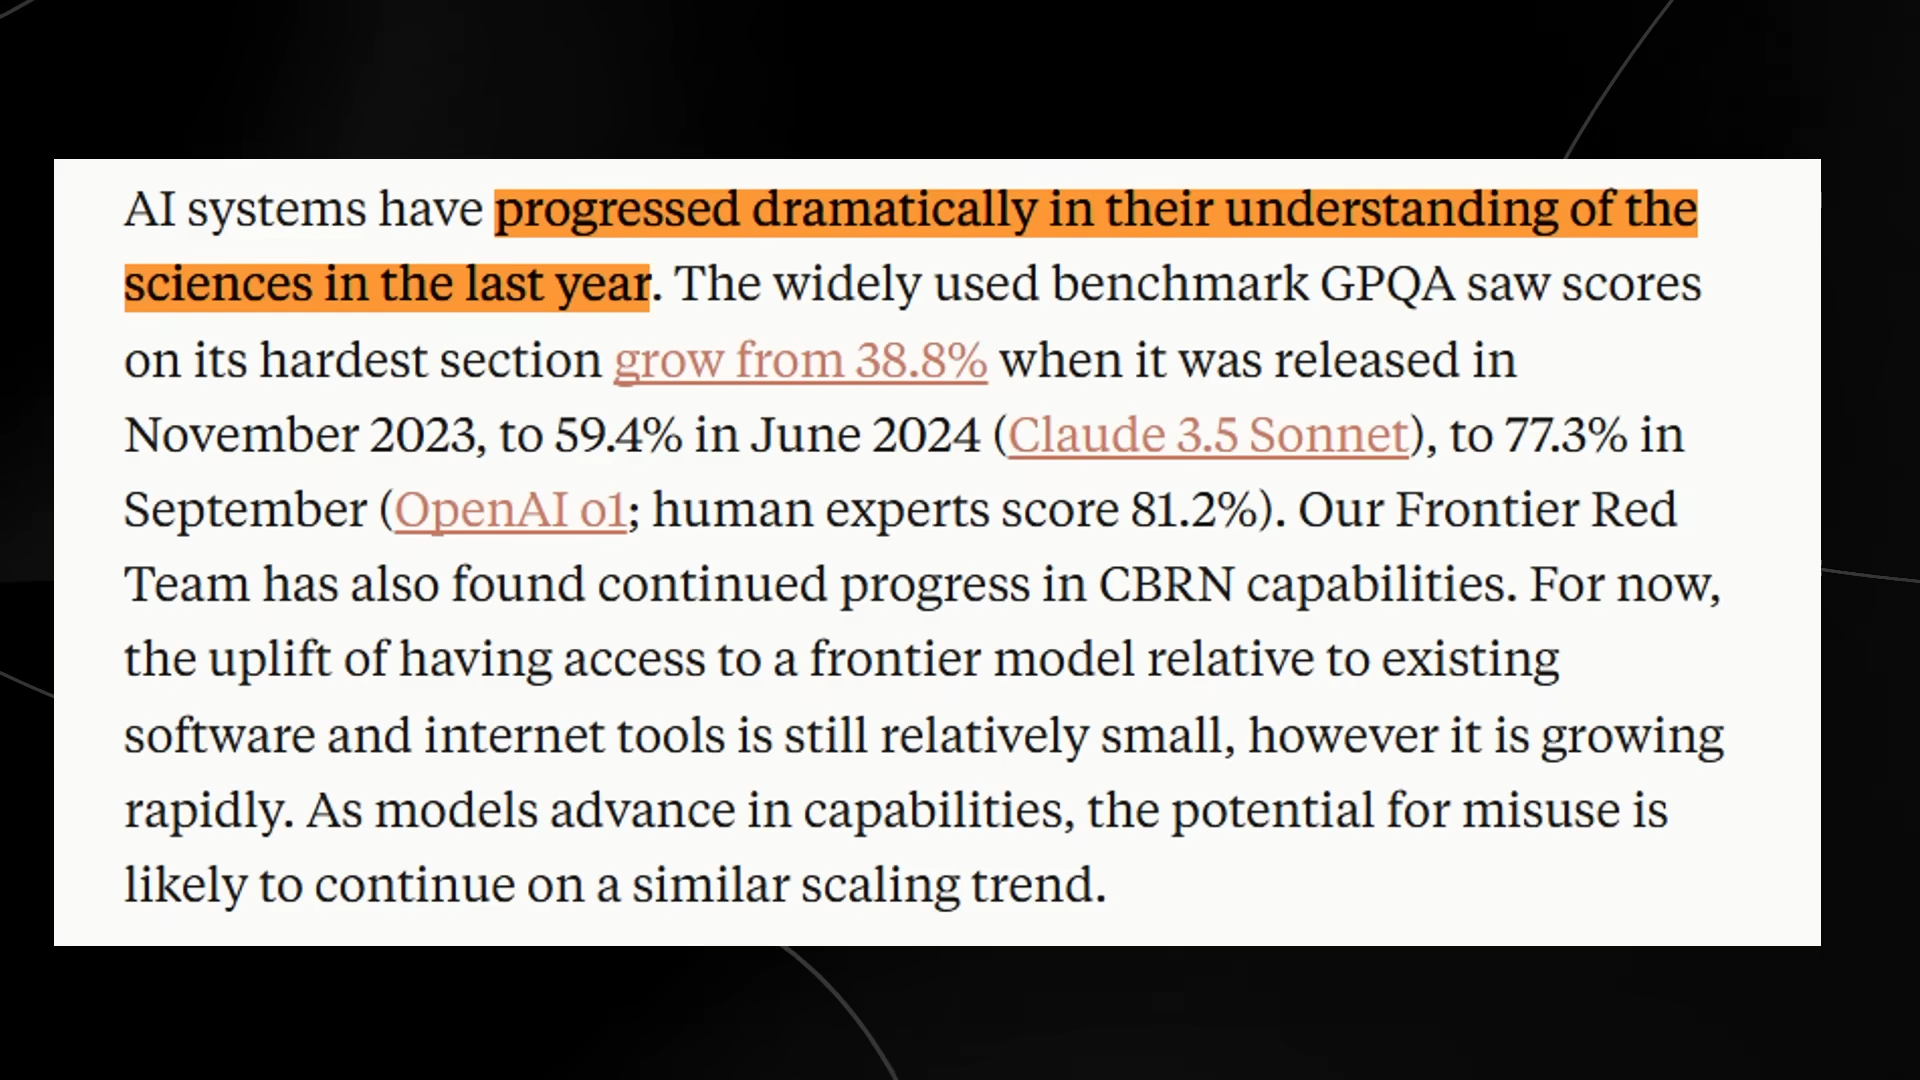 AI systems have progressed dramatically in their understanding of the
sciences in the last year. The widely used benchmark GPQA saw scores
on its hardest section grow from 38.8% when it was released in
November 2023, to 59.4% in June 2024 (Claude 3.5 Sonnet), to 77.3% in
September (OpenAI o1; human experts score 81.2%). Our Frontier Red
Team has also found continued progress in CBRN capabilities. For now,
the uplift of having access to a frontier model relative to existing
software and internet tools is still relatively small, however it is growing
rapidly. As models advance in capabilities, the potential for misuse is
likely to continue on a similar scaling trend.